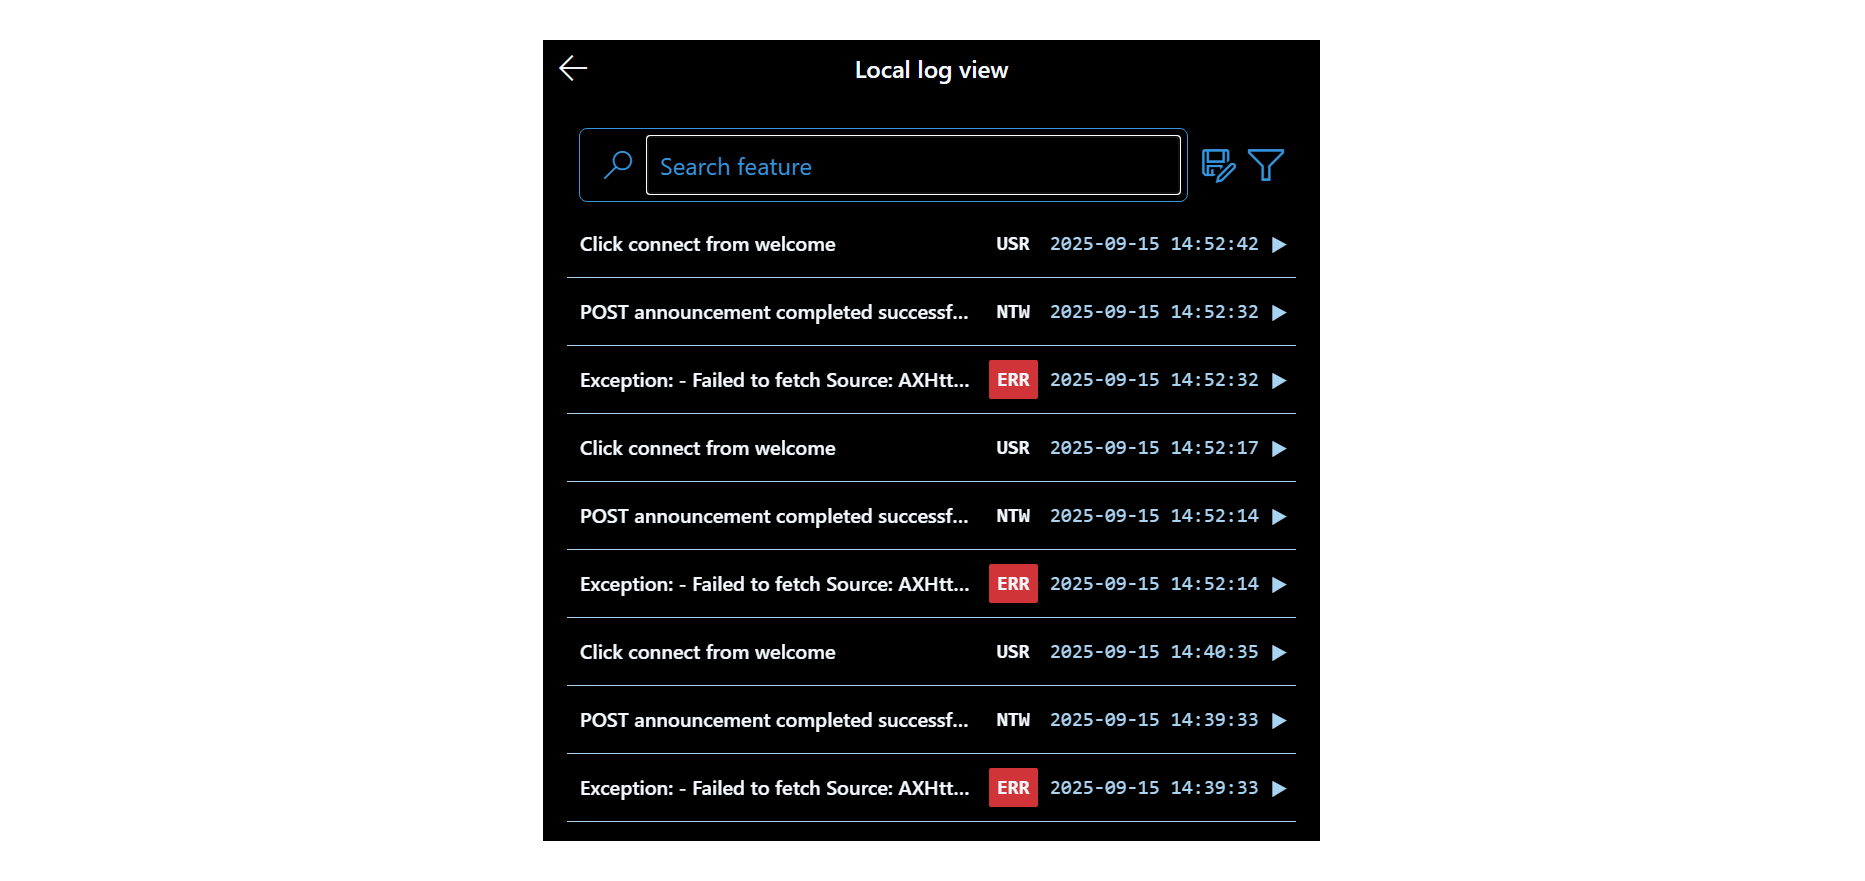 Local log view
Search feature
Click connect from welcome USR 2025-09-15 14:52:42
POST announcement completed successf... NTW 2025-09-15 14:52:32
Exception: - Failed to fetch Source: AXHtt... ERR 2025-09-15 14:52:32
Click connect from welcome USR 2025-09-15 14:52:17
POST announcement completed successf... NTW 2025-09-15 14:52:14
Exception: - Failed to fetch Source: AXHtt... ERR 2025-09-15 14:52:14
Click connect from welcome USR 2025-09-15 14:40:35
POST announcement completed successf... NTW 2025-09-15 14:39:33
Exception: - Failed to fetch Source: AXHtt... ERR 2025-09-15 14:39:33